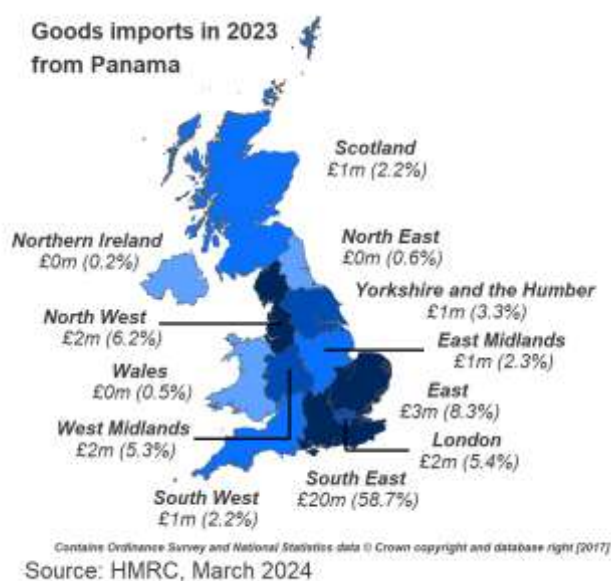 Goods imports in 2023
from Panama
Scotland
£1m (2.2%)
Northern Ireland
£0m (0.2%)
North East
£0m (0.6%)
Yorkshire and the Humber
£1m (3.3%)
North West
£2m (6.2%)
East Midlands
£1m (2.3%)
Wales
£0m (0.5%)
East
£3m (8.3%)
West Midlands
£2m (5.3%)
London
£2m (5.4%)
South West
£1m (2.2%)
South East
£20m (58.7%)
Contains Ordinance Survey and National Statistics data © Crown copyright and database right [2017]
Source: HMRC, March 2024